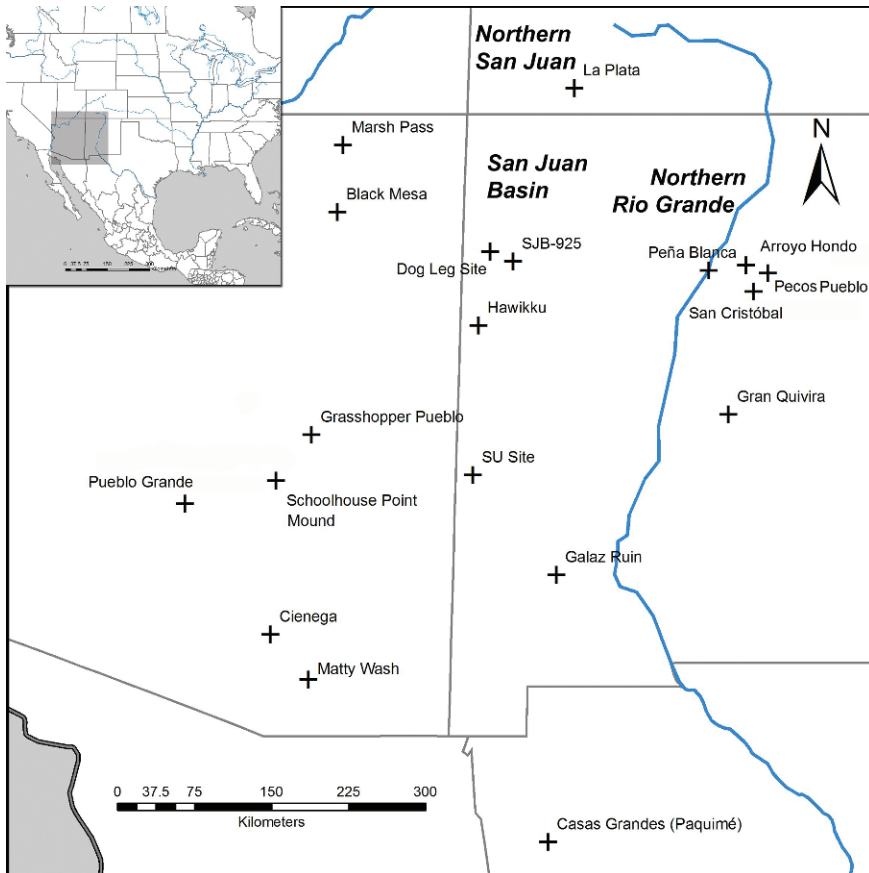 Northern
San Juan
La Plata
Marsh Pass
N
San Juan
Basin
Northern
Rio Grande
Black Mesa
SJB-925
Dog Leg Site
Peña Blanca
Arroyo Hondo
Pecos Pueblo
San Cristóbal
Hawikku
Gran Quivira
Grasshopper Pueblo
SU Site
Pueblo Grande
Schoolhouse Point
Mound
Galaz Ruin
Cienega
Matty Wash
0 37.5 75 150 225 300
Kilometers
Casas Grandes (Paquimé)